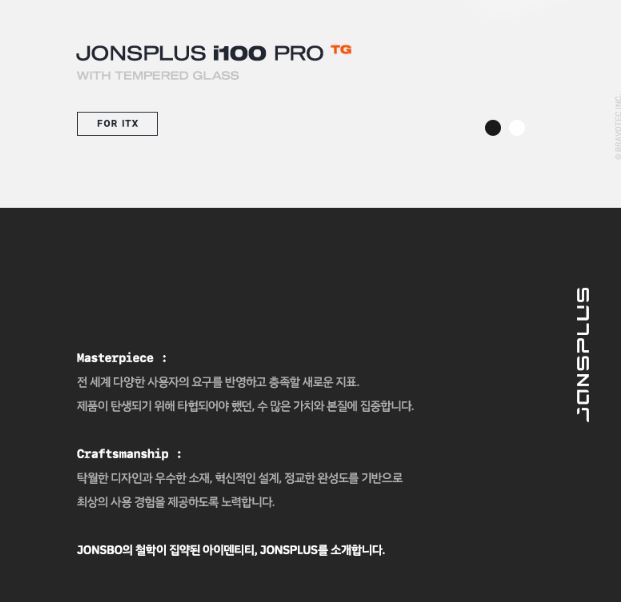 JONSPLUS i100 PRO TG
WITH TEMPERED GLASS
FOR ITX
© BRAVOTEC INC.
JONSPLUS
Masterpiece :
전 세계 다양한 사용자의 요구를 반영하고 충족할 새로운 지표.
제품이 탄생되기 위해 타협되어야 했던, 수 많은 가치와 본질에 집중합니다.
Craftsmanship :
탁월한 디자인과 우수한 소재, 혁신적인 설계, 정교한 완성도를 기반으로
최상의 사용 경험을 제공하도록 노력합니다.
JONSBO의 철학이 집약된 아이덴티티, JONSPLUS를 소개합니다.